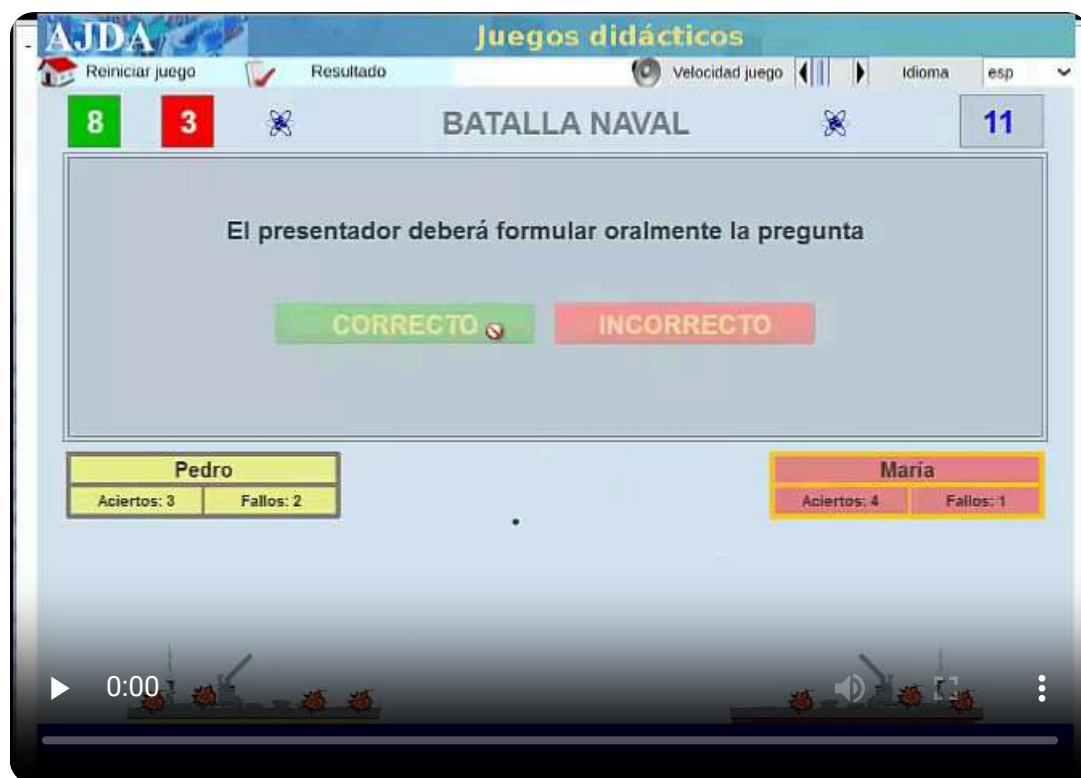 AJDA
Juegos didácticos
Reiniciar juego Resultado Velocidad juego Idioma esp
8 3 BATALLA NAVAL 11
El presentador deberá formular oralmente la pregunta
CORRECTO INCORRECTO
Pedro
Aciertos: 3 Fallos: 2
María
Aciertos: 4 Fallos: 1
0:00